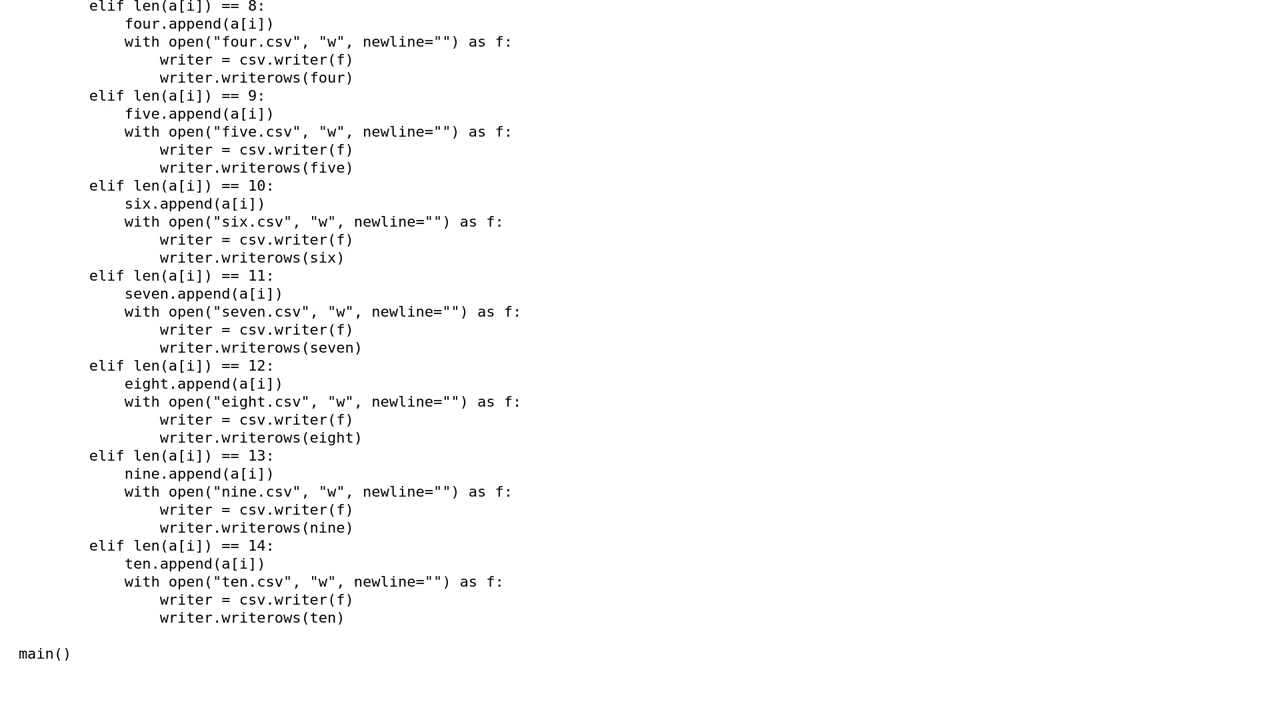 elif len(a[i]) == 8:
four.append(a[i])
with open("four.csv", "w", newline="") as f:
writer = csv.writer(f)
writer.writerows(four)
elif len(a[i]) == 9:
five.append(a[i])
with open("five.csv", "w", newline="") as f:
writer = csv.writer(f)
writer.writerows(five)
elif len(a[i]) == 10:
six.append(a[i])
with open("six.csv", "w", newline="") as f:
writer = csv.writer(f)
writer.writerows(six)
elif len(a[i]) == 11:
seven.append(a[i])
with open("seven.csv", "w", newline="") as f:
writer = csv.writer(f)
writer.writerows(seven)
elif len(a[i]) == 12:
eight.append(a[i])
with open("eight.csv", "w", newline="") as f:
writer = csv.writer(f)
writer.writerows(eight)
elif len(a[i]) == 13:
nine.append(a[i])
with open("nine.csv", "w", newline="") as f:
writer = csv.writer(f)
writer.writerows(nine)
elif len(a[i]) == 14:
ten.append(a[i])
with open("ten.csv", "w", newline="") as f:
writer = csv.writer(f)
writer.writerows(ten)
main()